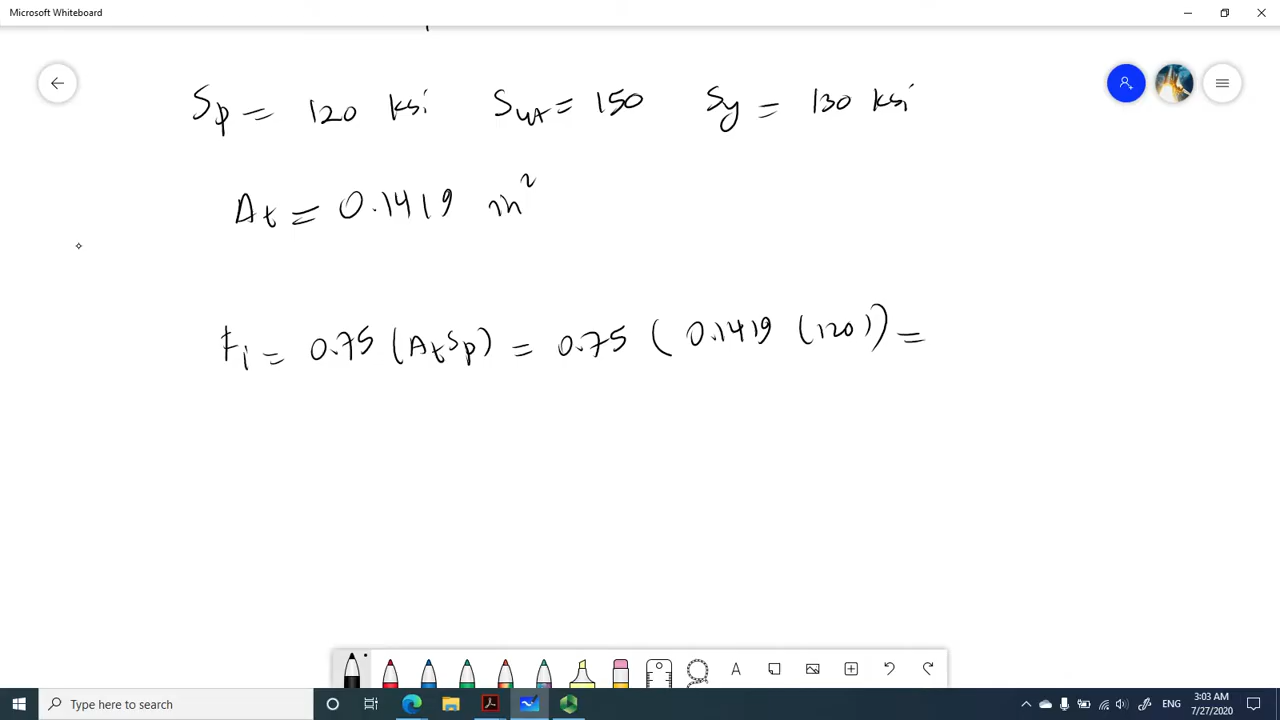 Microsoft Whiteboard
Sp = 120 ksi Sut = 150 Sy = 130 ksi
At = 0.1419 in²
Fi = 0.75 (AtSp) = 0.75 ( 0.1419 (120)) =
A
Type here to search
ENG
3:03 AM
7/27/2020